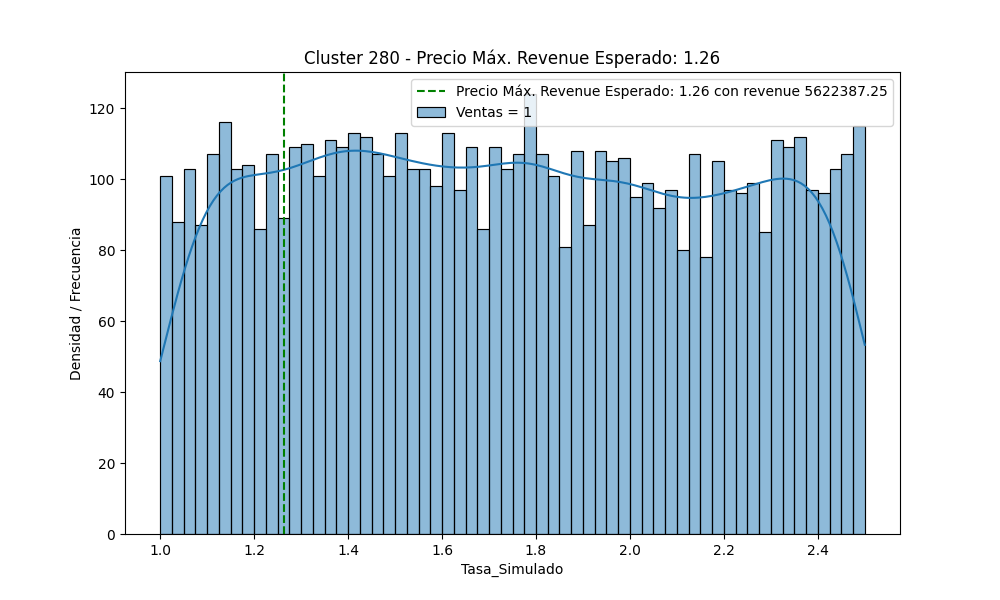 Cluster 280 - Precio Máx. Revenue Esperado: 1.26
Precio Máx. Revenue Esperado: 1.26 con revenue 5622387.25
Ventas = 1
Densidad / Frecuencia
120
100
80
60
40
20
0
1.0 1.2 1.4 1.6 1.8 2.0 2.2 2.4
Tasa_Simulado